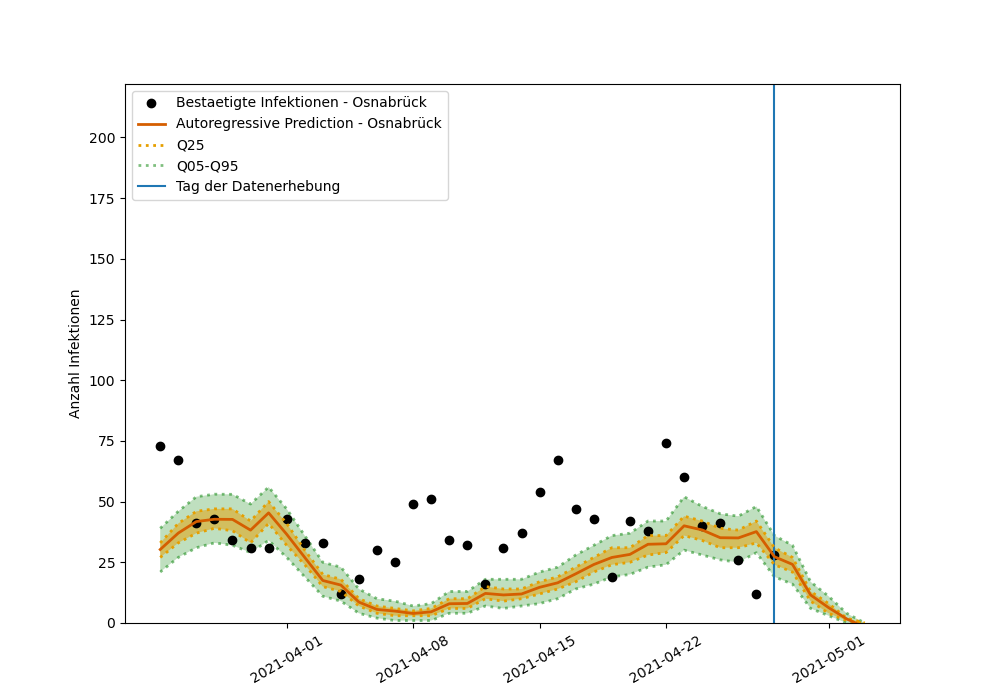 Bestaetigte Infektionen - Osnabrück
Autoregressive Prediction - Osnabrück
Q25
Q05-Q95
Tag der Datenerhebung
Anzahl Infektionen
200
175
150
125
100
75
50
25
0
2021-04-01
2021-04-08
2021-04-15
2021-04-22
2021-05-01